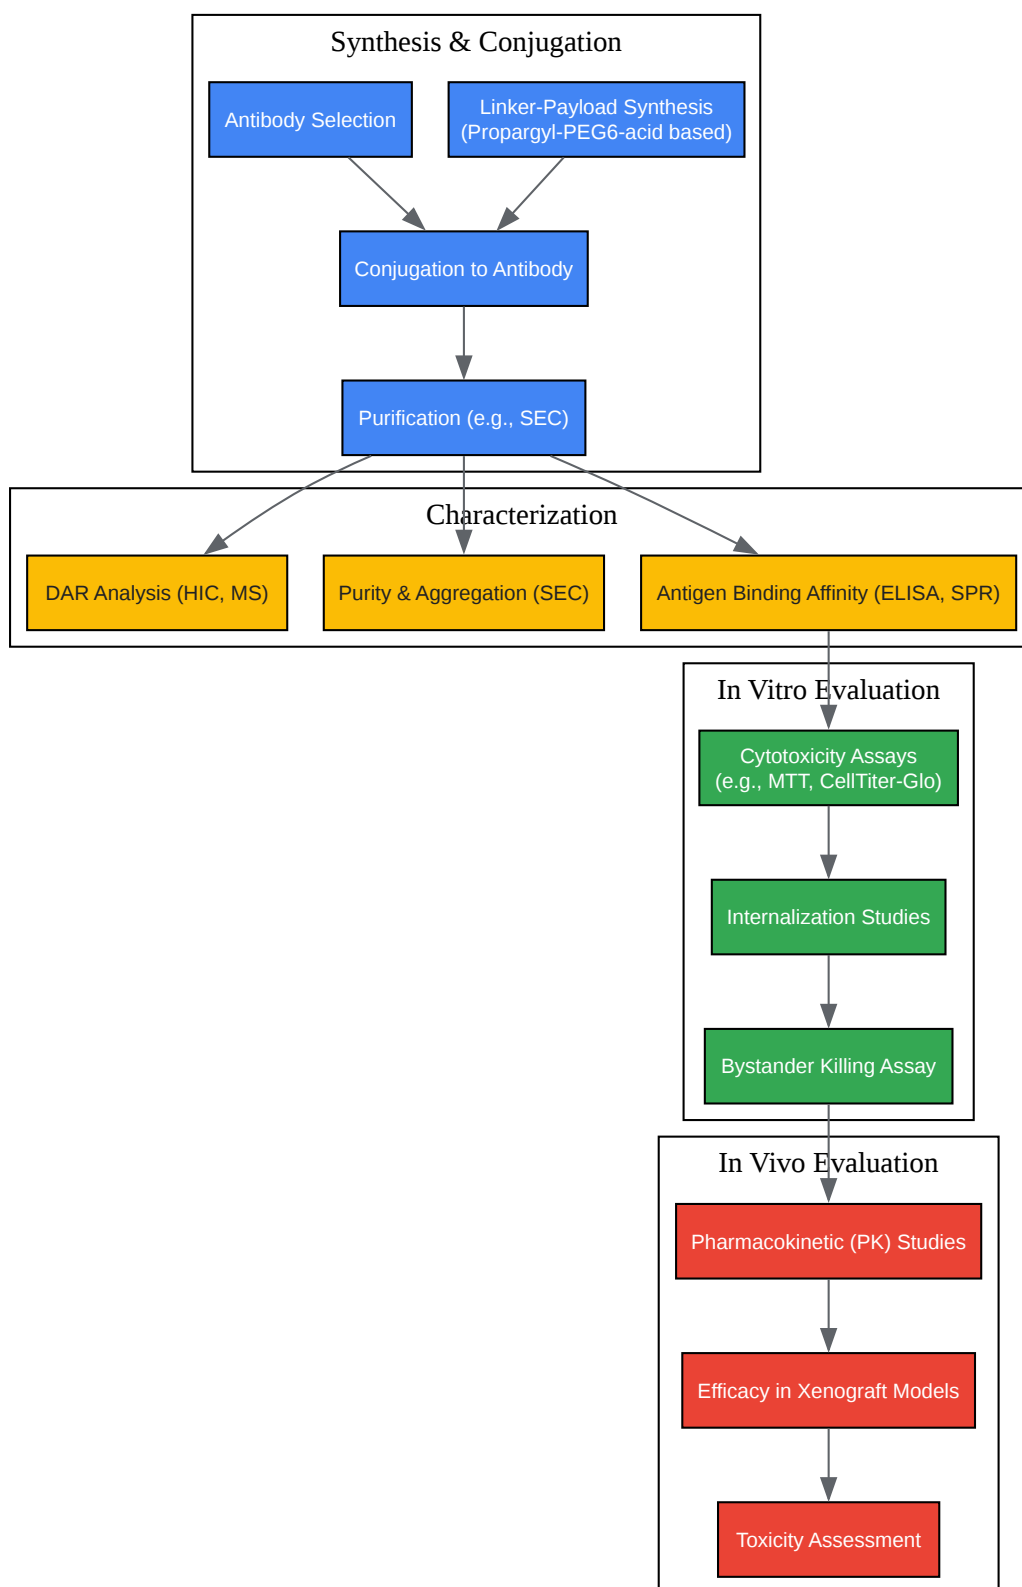 Synthesis & Conjugation
Antibody Selection
Linker-Payload Synthesis
(Propargyl-PEG6-acid based)
Conjugation to Antibody
Purification (e.g., SEC)
Characterization
DAR Analysis (HIC, MS)
Purity & Aggregation (SEC)
Antigen Binding Affinity (ELISA, SPR)
In Vitro Evaluation
Cytotoxicity Assays
(e.g., MTT, CellTiter-Glo)
Internalization Studies
Bystander Killing Assay
In Vivo Evaluation
Pharmacokinetic (PK) Studies
Efficacy in Xenograft Models
Toxicity Assessment